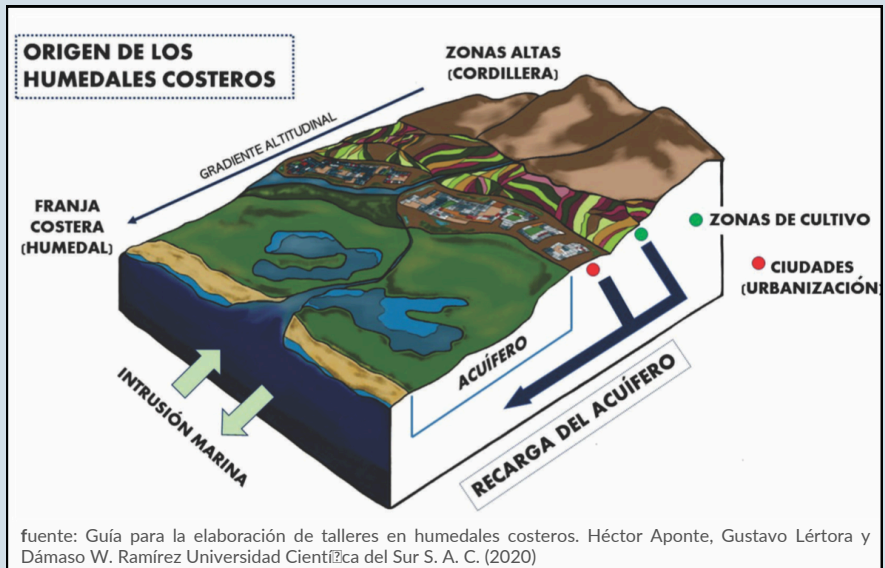 ORIGEN DE LOS
HUMEDALES COSTEROS
ZONAS ALTAS
(CORDILLERA)
GRADIENTE ALTITUDINAL
FRANJA
COSTERA
(HUMEDAL)
ZONAS DE CULTIVO
CIUDADES
(URBANIZACIÓN)
ACUÍFERO
RECARGA DEL ACUÍFERO
INTRUSIÓN MARINA
fuente: Guía para la elaboración de talleres en humedales costeros. Héctor Aponte, Gustavo Lértora y
Dámaso W. Ramírez Universidad Cientí�ca del Sur S. A. C. (2020)